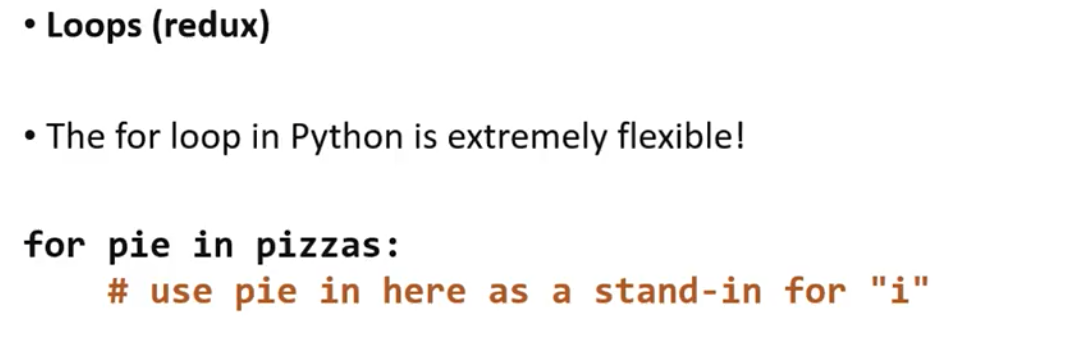 • Loops (redux)
• The for loop in Python is extremely flexible!
for pie in pizzas:
    # use pie in here as a stand-in for "i"